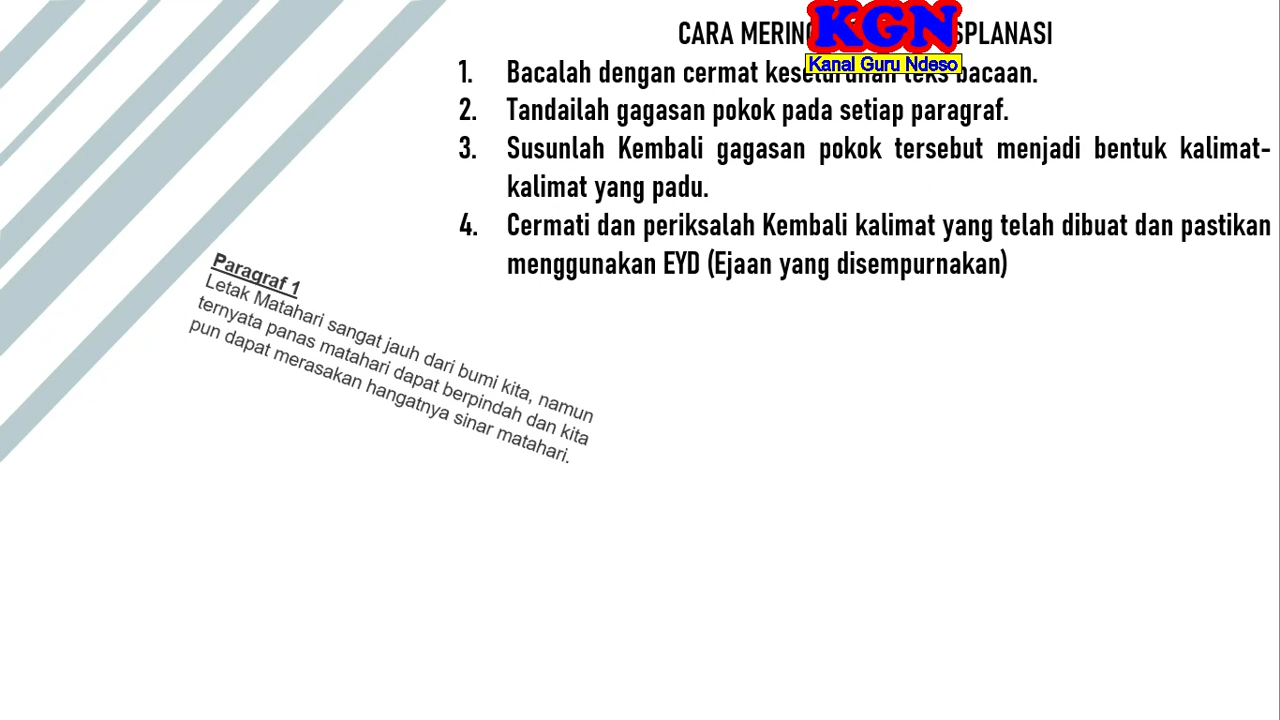 CARA MERIN SPLANASI
KGN
Kanal Guru Ndeso
1. Bacalah dengan cermat keseluruhan teks bacaan.
2. Tandailah gagasan pokok pada setiap paragraf.
3. Susunlah Kembali gagasan pokok tersebut menjadi bentuk kalimat-
kalimat yang padu.
4. Cermati dan periksalah Kembali kalimat yang telah dibuat dan pastikan
menggunakan EYD (Ejaan yang disempurnakan)
Paragraf 1
Letak Matahari sangat jauh dari bumi kita, namun
ternyata panas matahari dapat berpindah dan kita
pun dapat merasakan hangatnya sinar matahari.